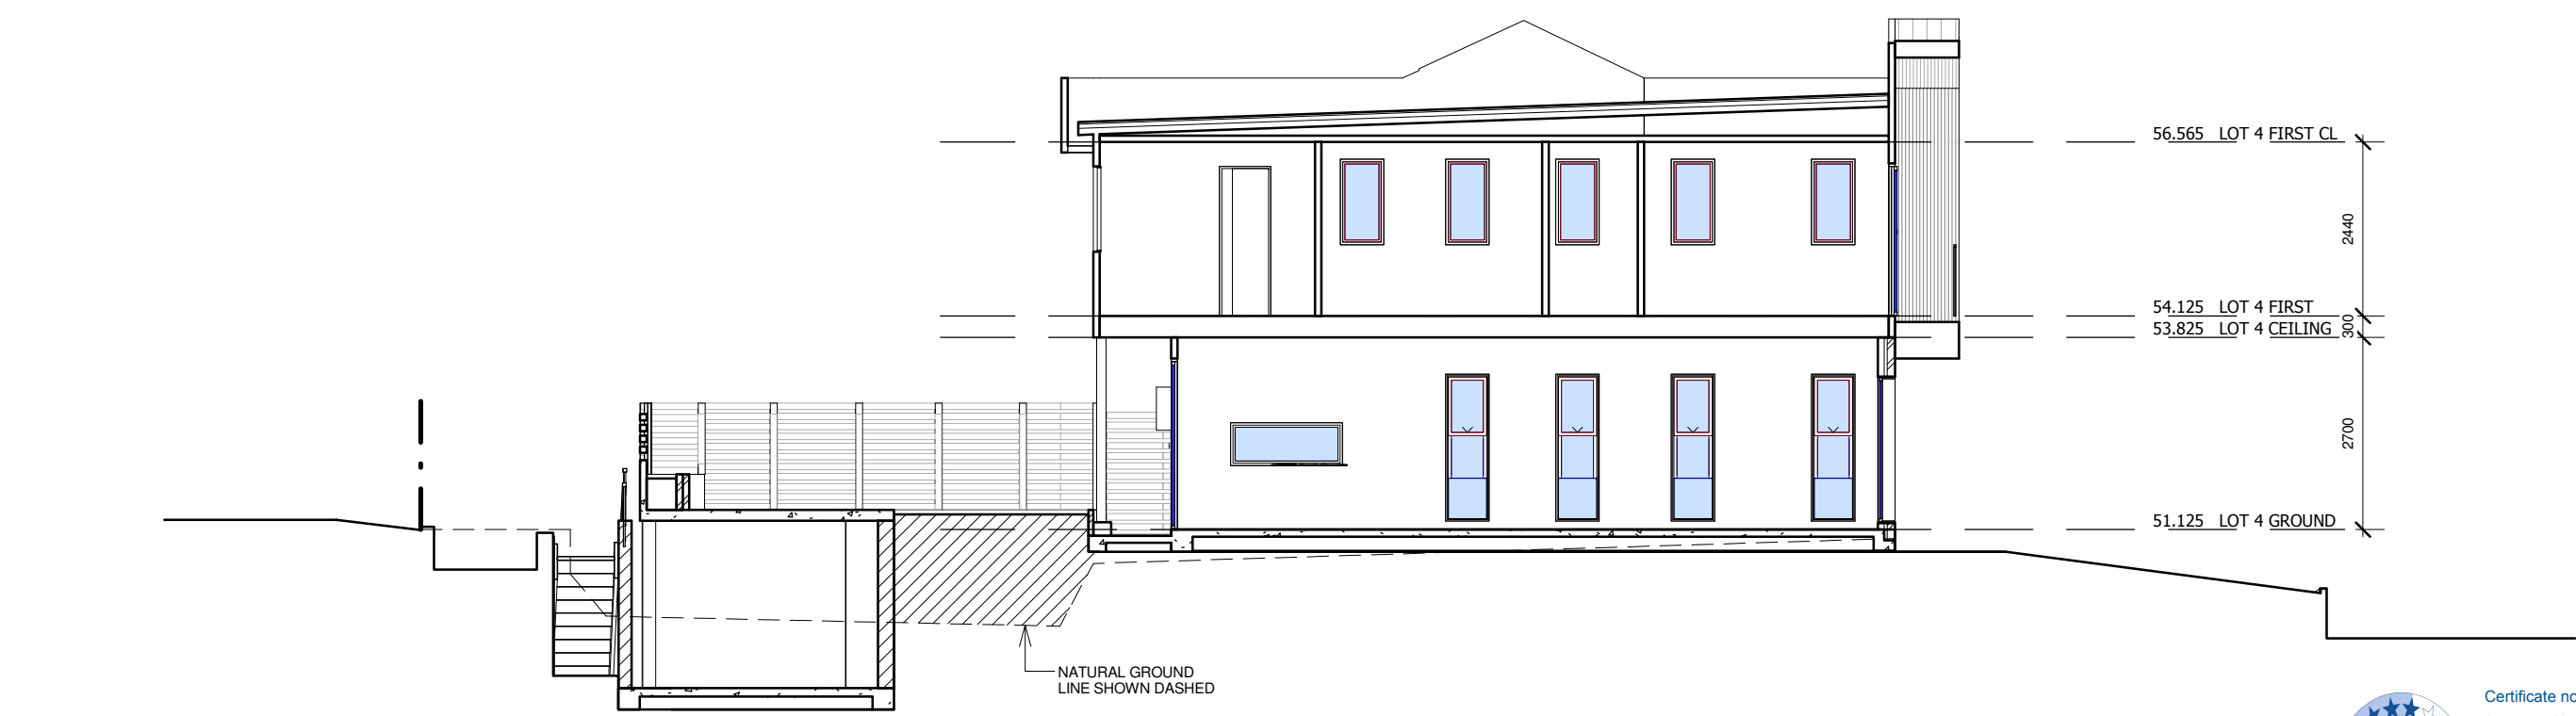 56.565 LOT 4 FIRST CL
2440
54.125 LOT 4 FIRST
300
53.825 LOT 4 CEILING
2700
51.125 LOT 4 GROUND
NATURAL GROUND
LINE SHOWN DASHED
Certificate no